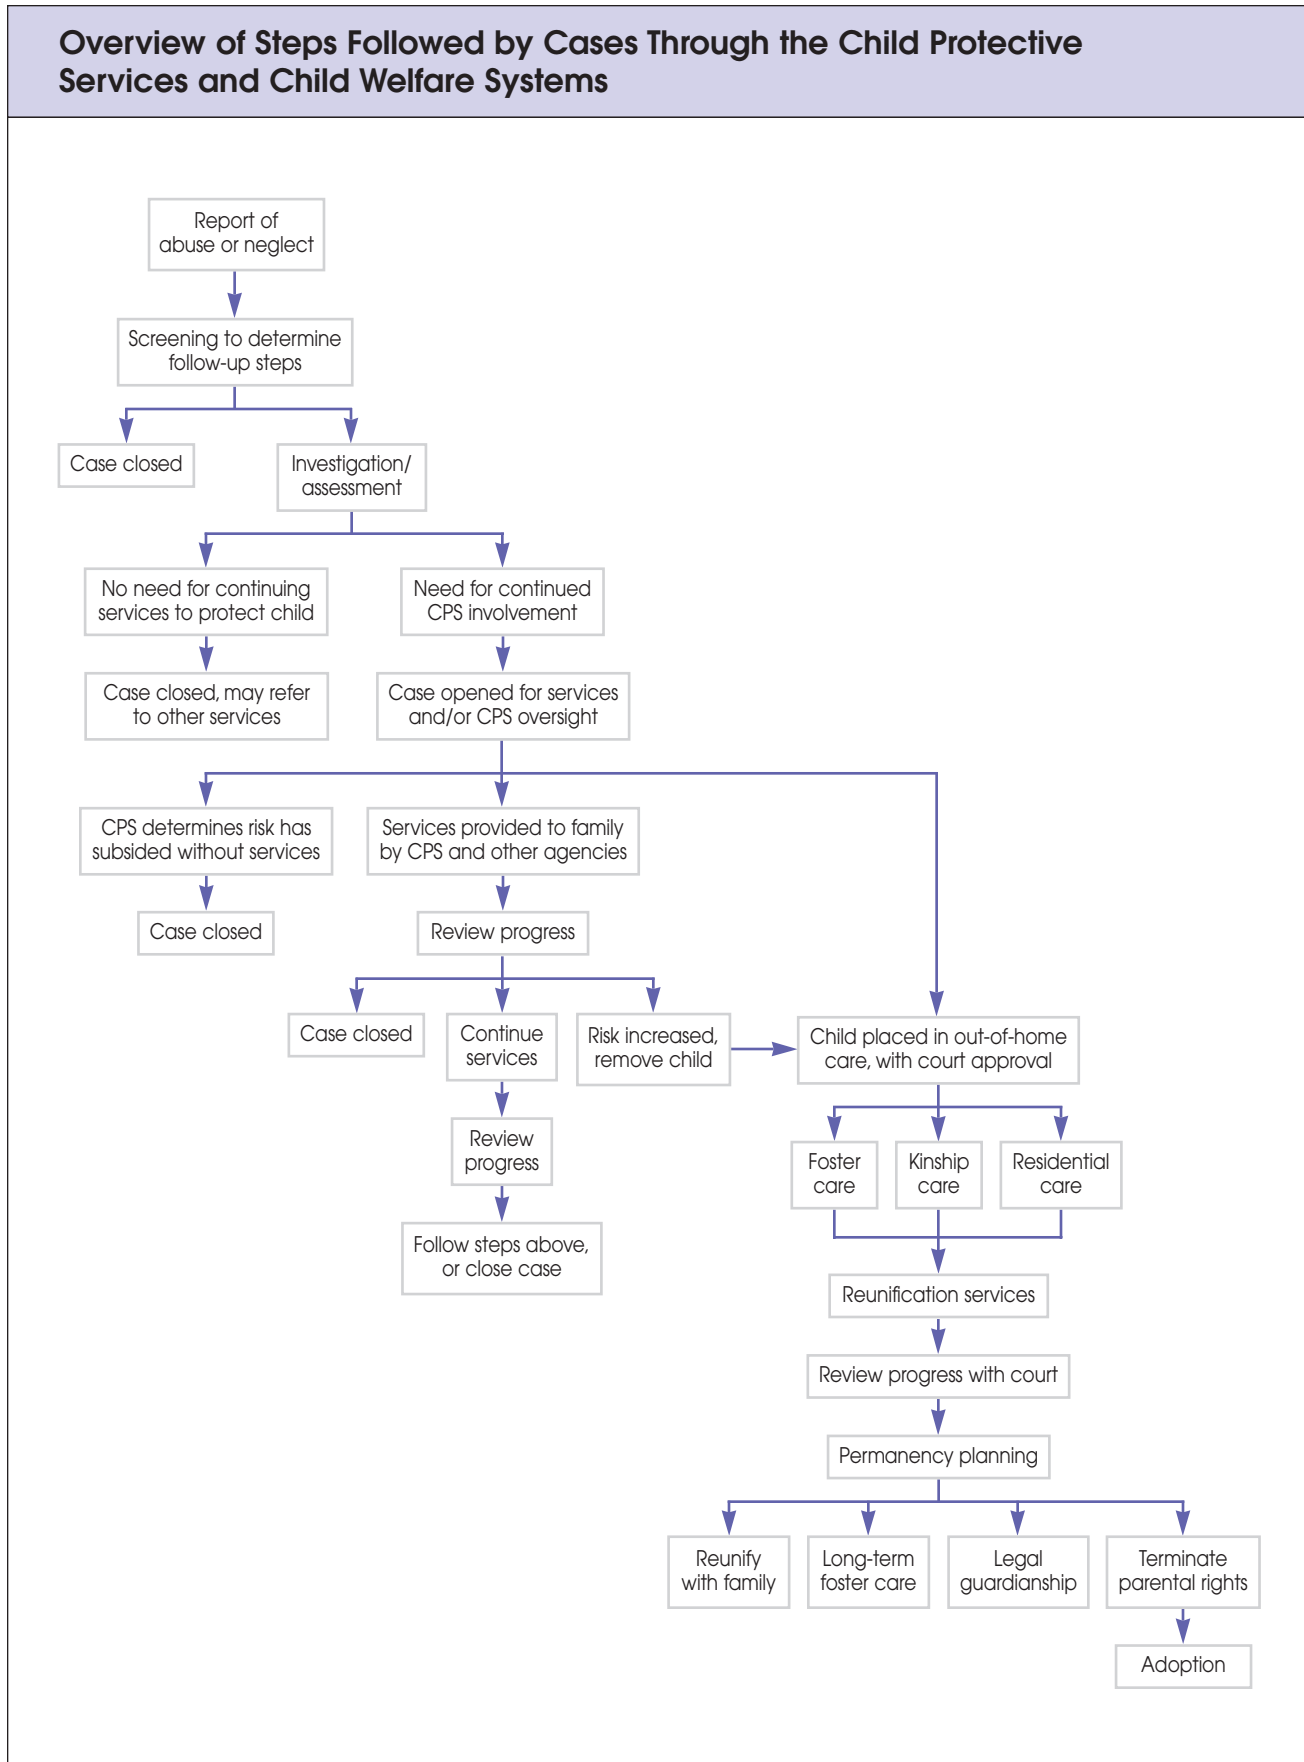 Overview of Steps Followed by Cases Through the Child Protective
Services and Child Welfare Systems
Report of
abuse or neglect
Screening to determine
follow-up steps
Case closed
Investigation/
assessment
No need for continuing
services to protect child
Need for continued
CPS involvement
Case closed, may refer
to other services
Case opened for services
and/or CPS oversight
CPS determines risk has
subsided without services
Services provided to family
by CPS and other agencies
Case closed
Review progress
Case closed
Continue
services
Risk increased,
remove child
Child placed in out-of-home
care, with court approval
Review
progress
Foster
care
Kinship
care
Residential
care
Follow steps above,
or close case
Reunification services
Review progress with court
Permanency planning
Reunify
with family
Long-term
foster care
Legal
guardianship
Terminate
parental rights
Adoption